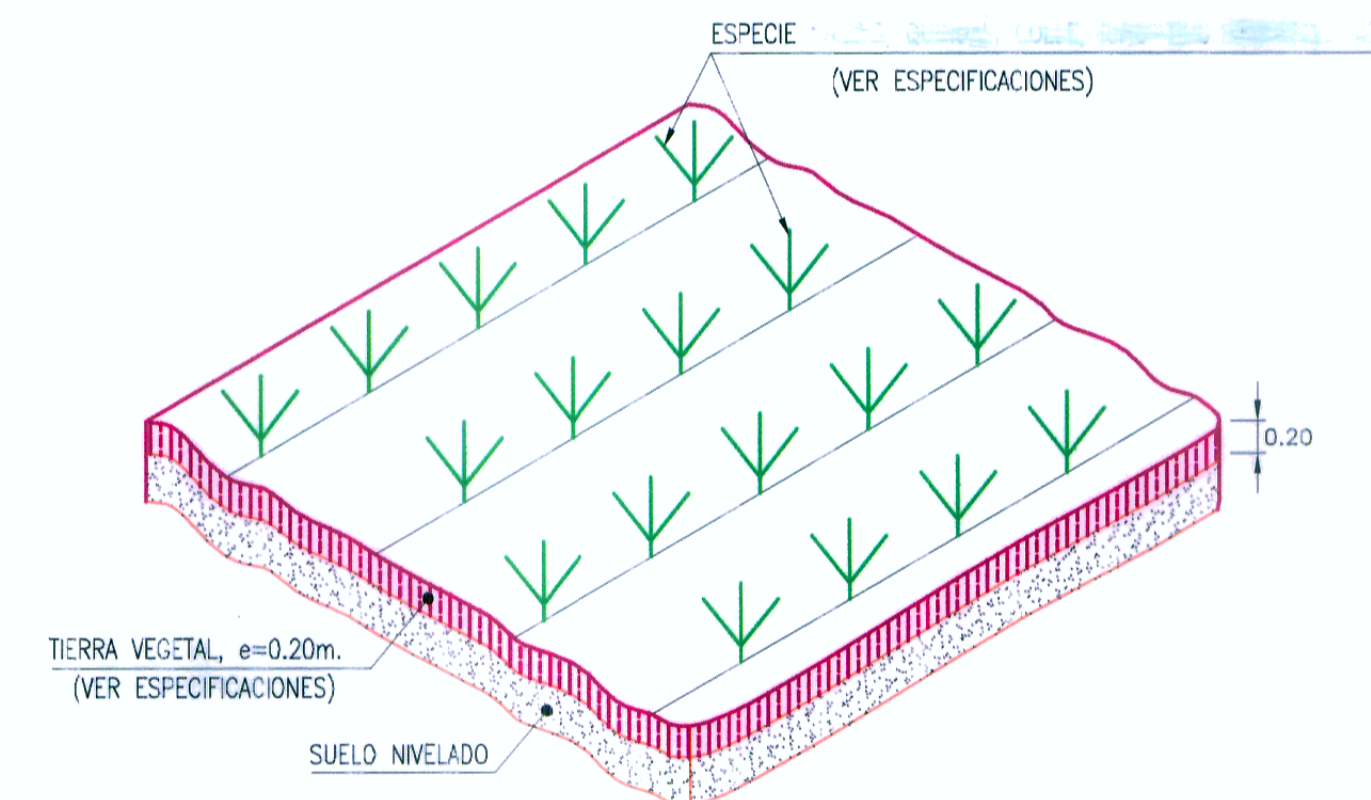 ESPECIE
(VER ESPECIFICACIONES)
0.20
TIERRA VEGETAL, e=0.20m.
(VER ESPECIFICACIONES)
SUELO NIVELADO